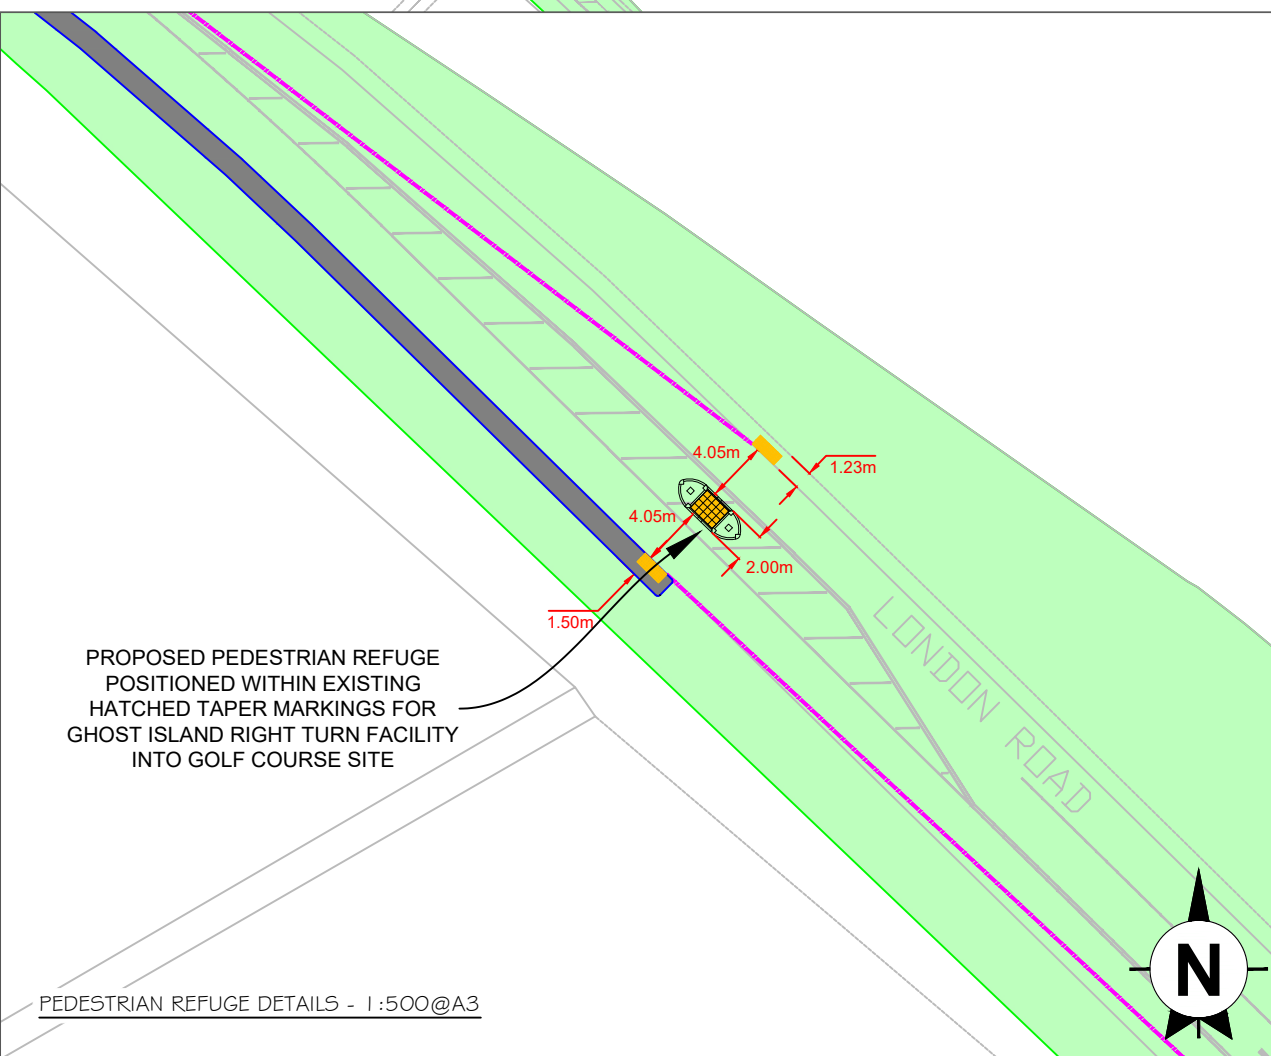 4.05m
1.23m
4.05m
2.00m
1.50m
PROPOSED PEDESTRIAN REFUGE
POSITIONED WITHIN EXISTING
HATCHED TAPER MARKINGS FOR
GHOST ISLAND RIGHT TURN FACILITY
INTO GOLF COURSE SITE
LONDON ROAD
N
PEDESTRIAN REFUGE DETAILS - 1:500@A3